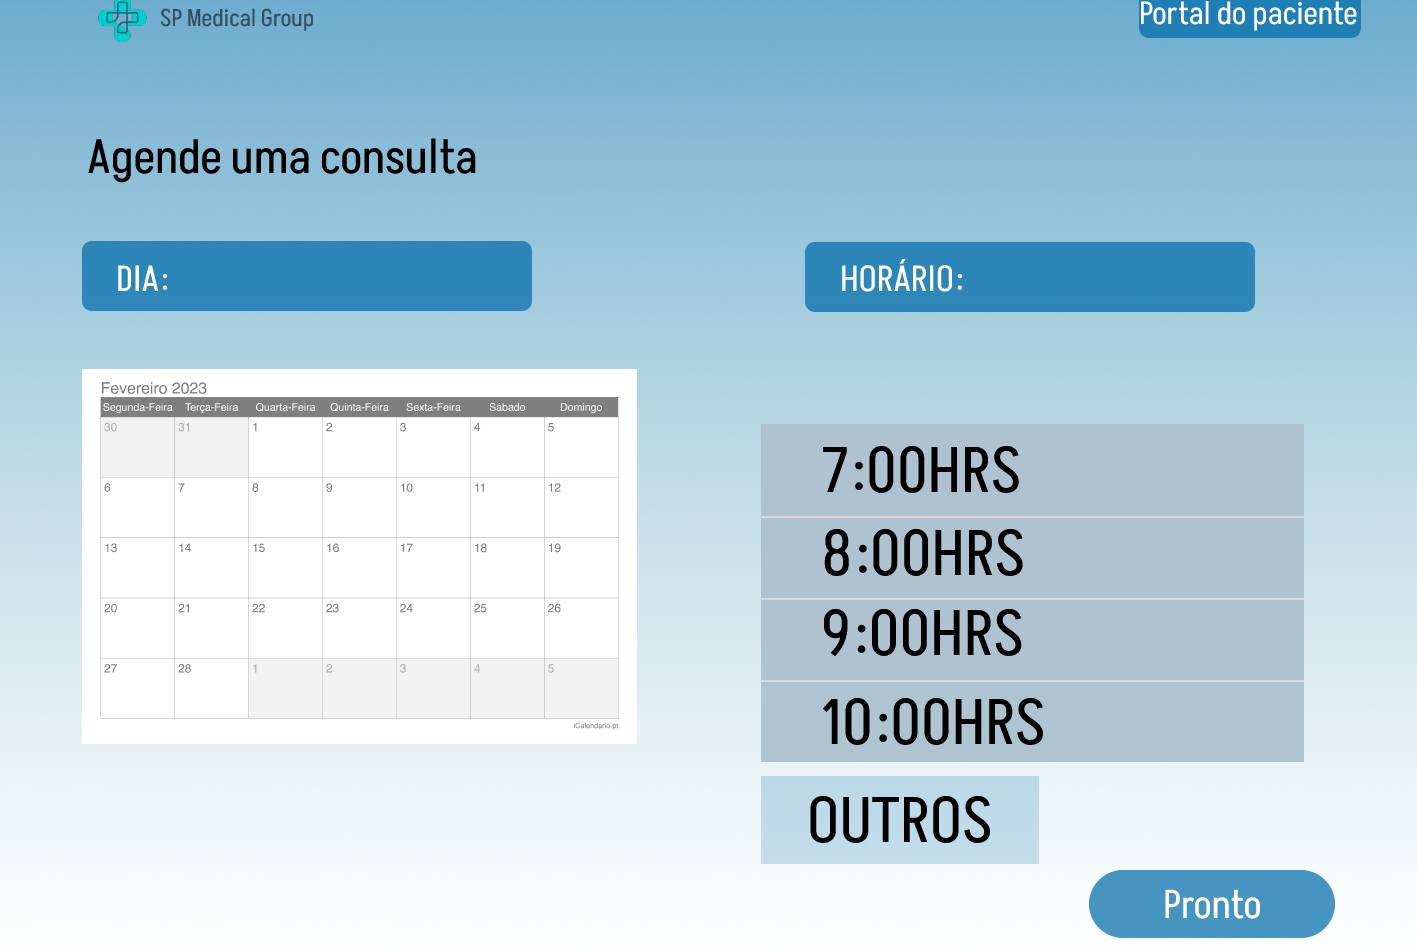 SP Medical Group
Portal do paciente
Agende uma consulta
DIA:
HORÁRIO:
Fevereiro 2023
Segunda-Feira Terça-Feira Quarta-Feira Quinta-Feira Sexta-Feira Sábado Domingo
30 31 1 2 3 4 5
6 7 8 9 10 11 12
13 14 15 16 17 18 19
20 21 22 23 24 25 26
27 28 1 2 3 4 5
iCalendario.pt
7:00HRS
8:00HRS
9:00HRS
10:00HRS
OUTROS
Pronto